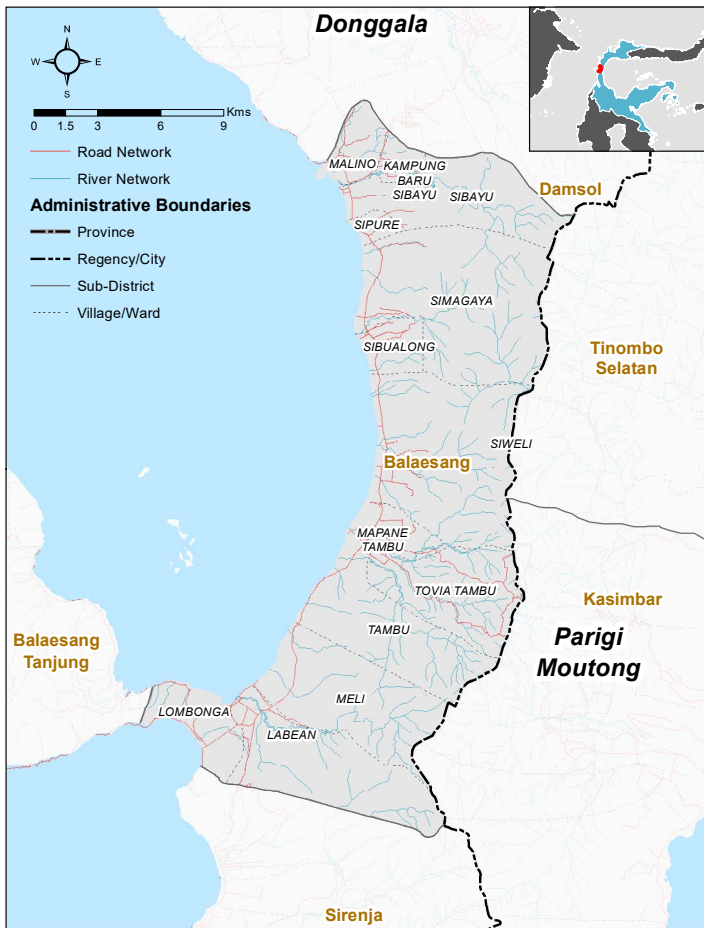 Donggala
N
W
E
S
Kms
0 1.5 3 6 9
Road Network
River Network
Administrative Boundaries
Province
Regency/City
Sub-District
Village/Ward
MALINO
KAMPUNG
BARU
SIBAYU
SIBAYU
Damsol
SIPURE
SIMAGAYA
SIBUALONG
Tinombo
Selatan
SIWELI
Balaesang
MAPANE
TAMBU
TOVIA TAMBU
Kasimbar
TAMBU
Parigi
Moutong
Balaesang
Tanjung
MELI
LOMBONGA
LABEAN
Sirenja